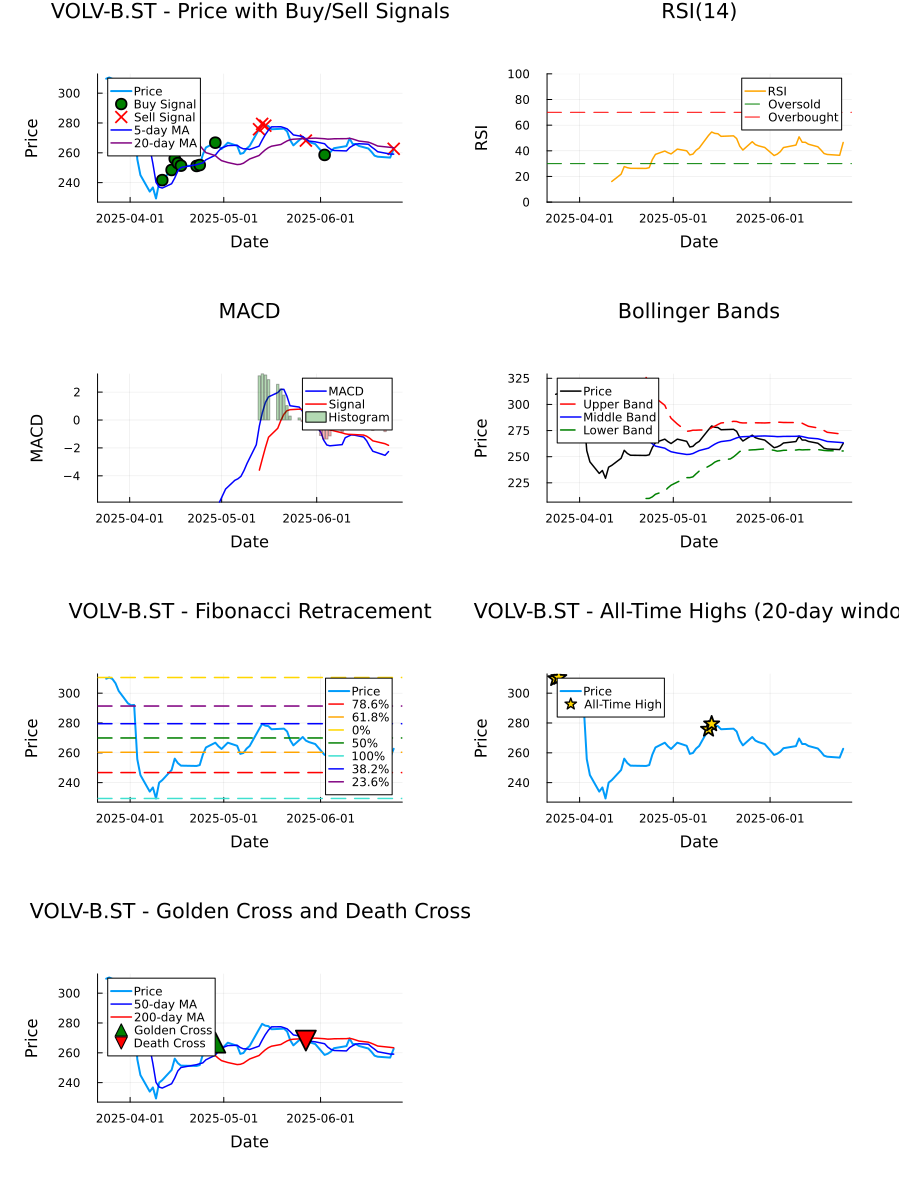 VOLV-B.ST - Price with Buy/Sell Signals
Price
300
280
260
240
Price
Buy Signal
Sell Signal
5-day MA
20-day MA
2025-04-01
2025-05-01
2025-06-01
Date
RSI(14)
RSI
100
80
60
40
20
0
RSI
Oversold
Overbought
2025-04-01
2025-05-01
2025-06-01
Date
MACD
MACD
2
0
−2
−4
MACD
Signal
Histogram
2025-04-01
2025-05-01
2025-06-01
Date
Bollinger Bands
Price
325
300
275
250
225
Price
Upper Band
Middle Band
Lower Band
2025-04-01
2025-05-01
2025-06-01
Date
VOLV-B.ST - Fibonacci Retracement
Price
300
280
260
240
Price
78.6%
61.8%
0%
50%
100%
38.2%
23.6%
2025-04-01
2025-05-01
2025-06-01
Date
VOLV-B.ST - All-Time Highs (20-day windo
Price
300
280
260
240
Price
All-Time High
2025-04-01
2025-05-01
2025-06-01
Date
VOLV-B.ST - Golden Cross and Death Cross
Price
300
280
260
240
Price
50-day MA
200-day MA
Golden Cross
Death Cross
2025-04-01
2025-05-01
2025-06-01
Date